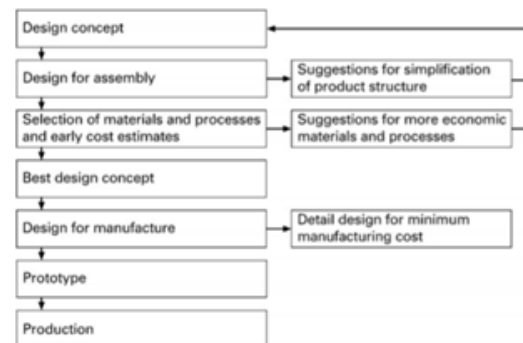 Design concept
Design for assembly
Suggestions for simplification
of product structure
Selection of materials and processes
and early cost estimates
Suggestions for more economic
materials and processes
Best design concept
Design for manufacture
Detail design for minimum
manufacturing cost
Prototype
Production